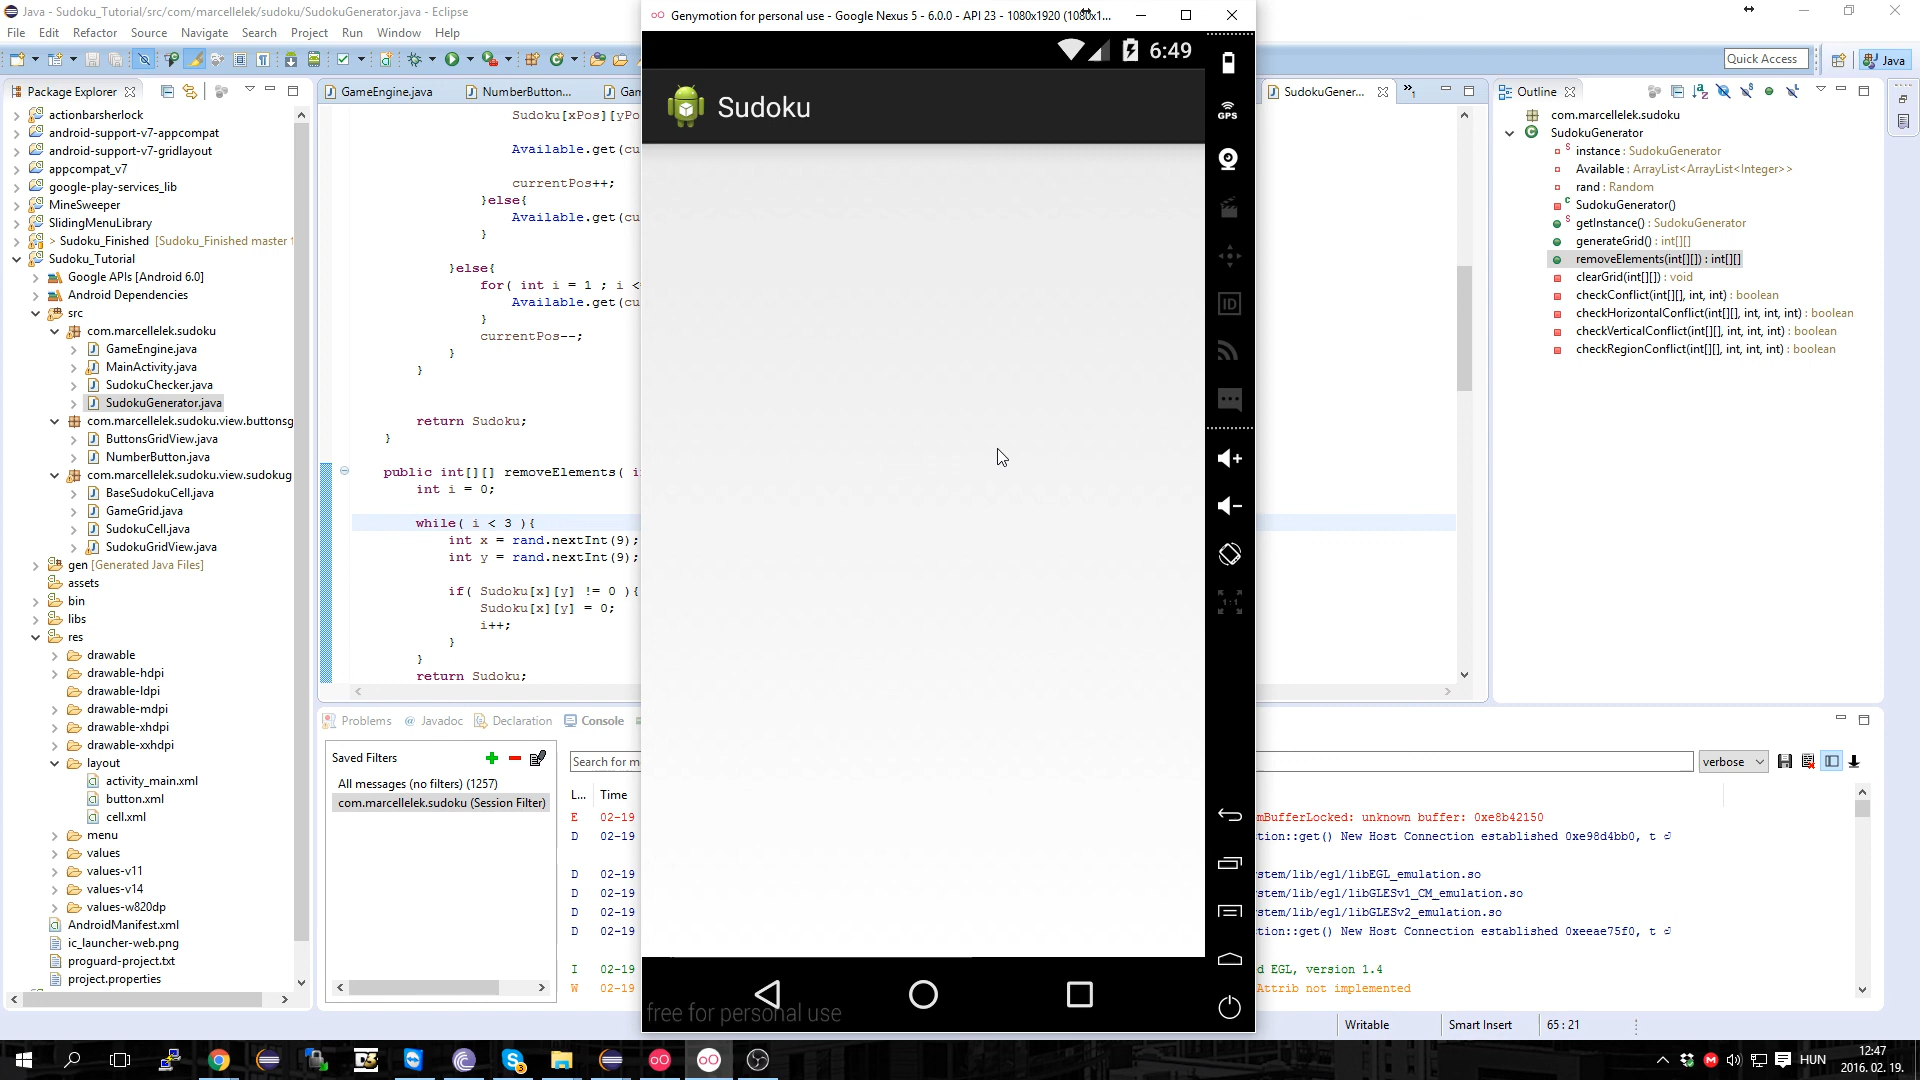 Java - Sudoku_Tutorial/src/com/marcellelek/sudoku/SudokuGenerator.java - Eclipse
File Edit Refactor Source Navigate Search Project Run Window Help
Quick Access
Java
Package Explorer
actionbarsherlock
android-support-v7-appcompat
android-support-v7-gridlayout
appcompat_v7
google-play-services_lib
MineSweeper
SlidingMenuLibrary
> Sudoku_Finished [Sudoku_Finished master
Sudoku_Tutorial
Google APIs [Android 6.0]
Android Dependencies
src
com.marcellelek.sudoku
GameEngine.java
MainActivity.java
SudokuChecker.java
SudokuGenerator.java
com.marcellelek.sudoku.view.buttonsg
ButtonsGridView.java
NumberButton.java
com.marcellelek.sudoku.view.sudokug
BaseSudokuCell.java
GameGrid.java
SudokuCell.java
SudokuGridView.java
gen [Generated Java Files]
assets
bin
libs
res
drawable
drawable-hdpi
drawable-ldpi
drawable-mdpi
drawable-xhdpi
drawable-xxhdpi
layout
activity_main.xml
button.xml
cell.xml
menu
values
values-v11
values-v14
values-w820dp
AndroidManifest.xml
ic_launcher-web.png
proguard-project.txt
project.properties
GameEngine.java
NumberButton...
Gam
SudokuGener...
Sudoku[xPos][yPo
Available.get(cu
currentPos++;
}else{
Available.get(cu
}
}else{
for( int i = 1 ; i <
Available.get(cu
}
currentPos--;
}
}
return Sudoku;
}
public int[][] removeElements( i
int i = 0;
while( i < 3 ){
int x = rand.nextInt(9);
int y = rand.nextInt(9);
if( Sudoku[x][y] != 0 ){
Sudoku[x][y] = 0;
i++;
}
}
return Sudoku;
Genymotion for personal use - Google Nexus 5 - 6.0.0 - API 23 - 1080x1920 (1080x1...
6:49
Sudoku
GPS
ID
1:1
free for personal use
Outline
com.marcellelek.sudoku
SudokuGenerator
instance : SudokuGenerator
Available : ArrayList<ArrayList<Integer>>
rand : Random
SudokuGenerator()
getInstance() : SudokuGenerator
generateGrid() : int[][]
removeElements(int[][]) : int[][]
clearGrid(int[][]) : void
checkConflict(int[][], int, int) : boolean
checkHorizontalConflict(int[][], int, int, int) : boolean
checkVerticalConflict(int[][], int, int, int) : boolean
checkRegionConflict(int[][], int, int, int) : boolean
Problems @ Javadoc Declaration Console
Saved Filters
All messages (no filters) (1257)
com.marcellelek.sudoku (Session Filter)
Search for m
verbose
L... Time
E 02-19
mBufferLocked: unknown buffer: 0xe8b42150
D 02-19
tion::get() New Host Connection established 0xe98d4bb0, t
D 02-19
stem/lib/egl/libEGL_emulation.so
D 02-19
stem/lib/egl/libGLESv1_CM_emulation.so
D 02-19
stem/lib/egl/libGLESv2_emulation.so
D 02-19
tion::get() New Host Connection established 0xeeae75f0, t
I 02-19
d EGL, version 1.4
W 02-19
Attrib not implemented
Writable Smart Insert 65 : 21
HUN
12:47
2016. 02. 19.